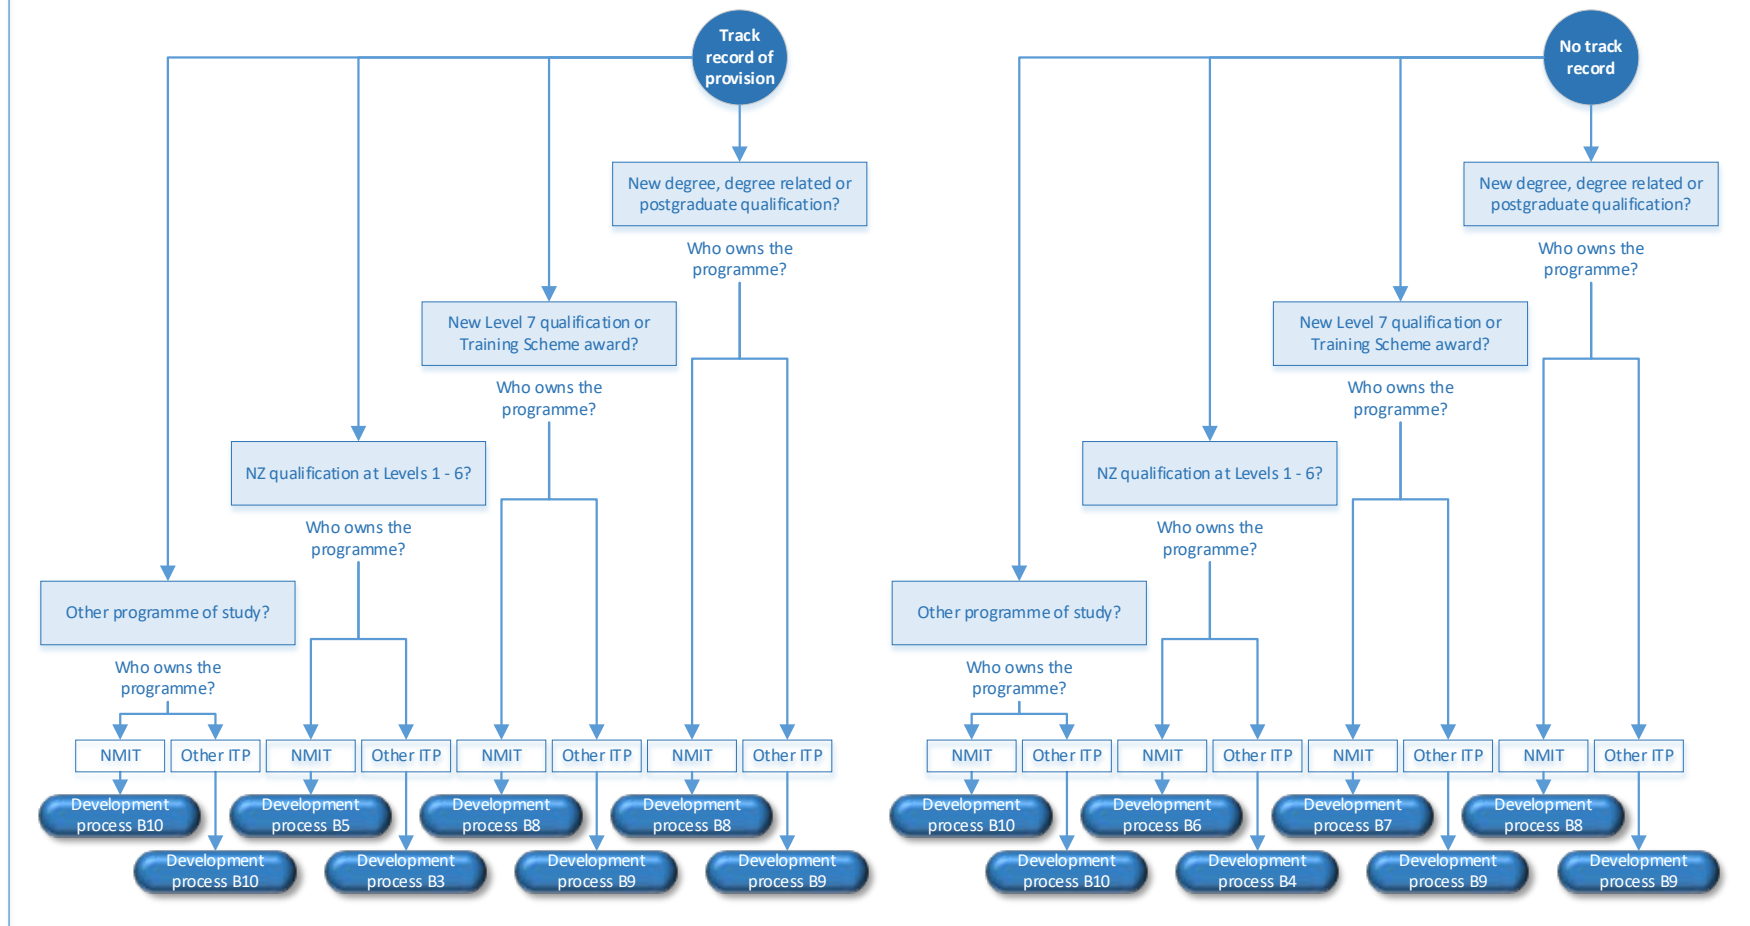 Track
record of
provision
New degree, degree related or
postgraduate qualification?
Who owns the
programme?
New Level 7 qualification or
Training Scheme award?
Who owns the
programme?
NZ qualification at Levels 1 - 6?
Who owns the
programme?
Other programme of study?
Who owns the
programme?
NMIT
Other ITP
NMIT
Other ITP
NMIT
Other ITP
NMIT
Other ITP
Development
process B10
Development
process B5
Development
process B8
Development
process B8
Development
process B10
Development
process B3
Development
process B9
Development
process B9
No track
record
New degree, degree related or
postgraduate qualification?
Who owns the
programme?
New Level 7 qualification or
Training Scheme award?
Who owns the
programme?
NZ qualification at Levels 1 - 6?
Who owns the
programme?
Other programme of study?
Who owns the
programme?
NMIT
Other ITP
NMIT
Other ITP
NMIT
Other ITP
NMIT
Other ITP
Development
process B10
Development
process B6
Development
process B7
Development
process B8
Development
process B10
Development
process B4
Development
process B9
Development
process B9